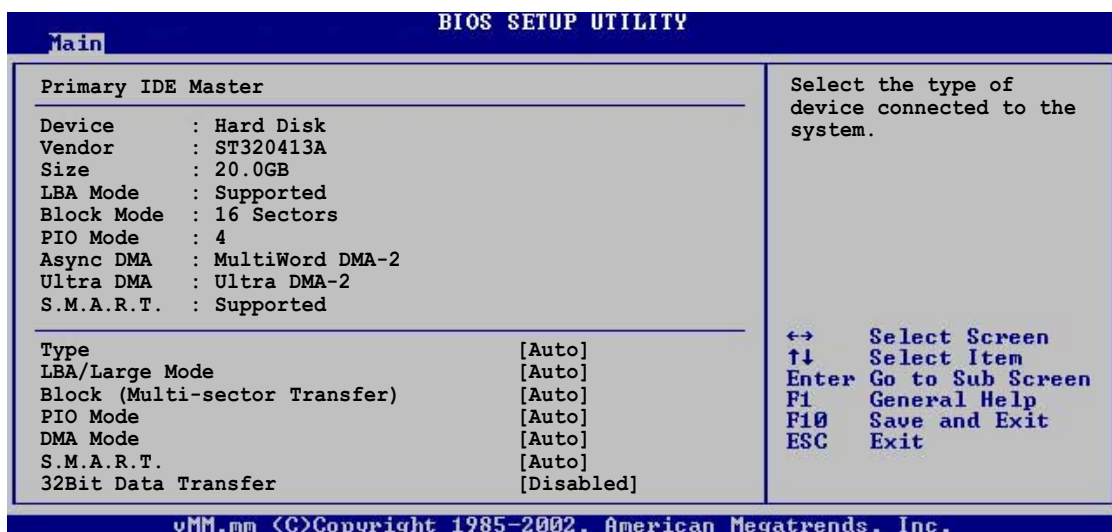 BIOS SETUP UTILITY
Main
Primary IDE Master
Device : Hard Disk
Vendor : ST320413A
Size : 20.0GB
LBA Mode : Supported
Block Mode : 16 Sectors
PIO Mode : 4
Async DMA : MultiWord DMA-2
Ultra DMA : Ultra DMA-2
S.M.A.R.T. : Supported
Type [Auto]
LBA/Large Mode [Auto]
Block (Multi-sector Transfer) [Auto]
PIO Mode [Auto]
DMA Mode [Auto]
S.M.A.R.T. [Auto]
32Bit Data Transfer [Disabled]
Select the type of
device connected to the
system.
←→ Select Screen
↑↓ Select Item
Enter Go to Sub Screen
F1 General Help
F10 Save and Exit
ESC Exit
vMM.mm (C)Copyright 1985-2002, American Megatrends, Inc.